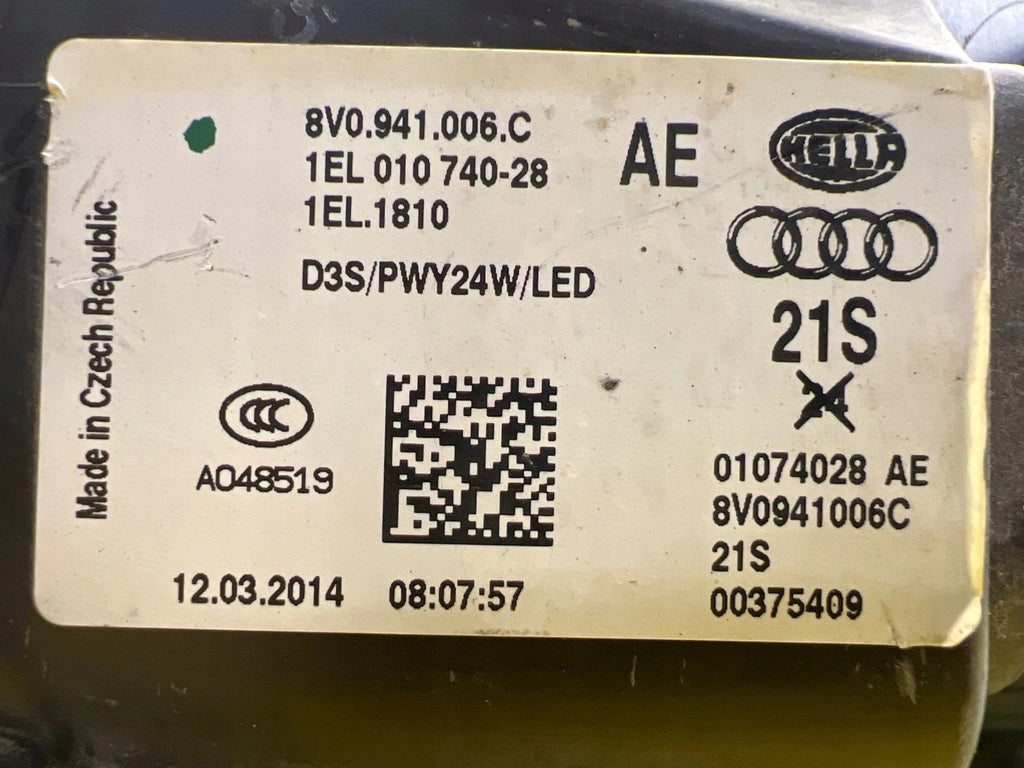 8V0.941.006.C
1EL 010 740-28
1EL.1810
AE
HELLA
D3S/PWY24W/LED
21S
Made in Czech Republic
CCC
A048519
01074028 AE
8V0941006C
21S
00375409
12.03.2014 08:07:57